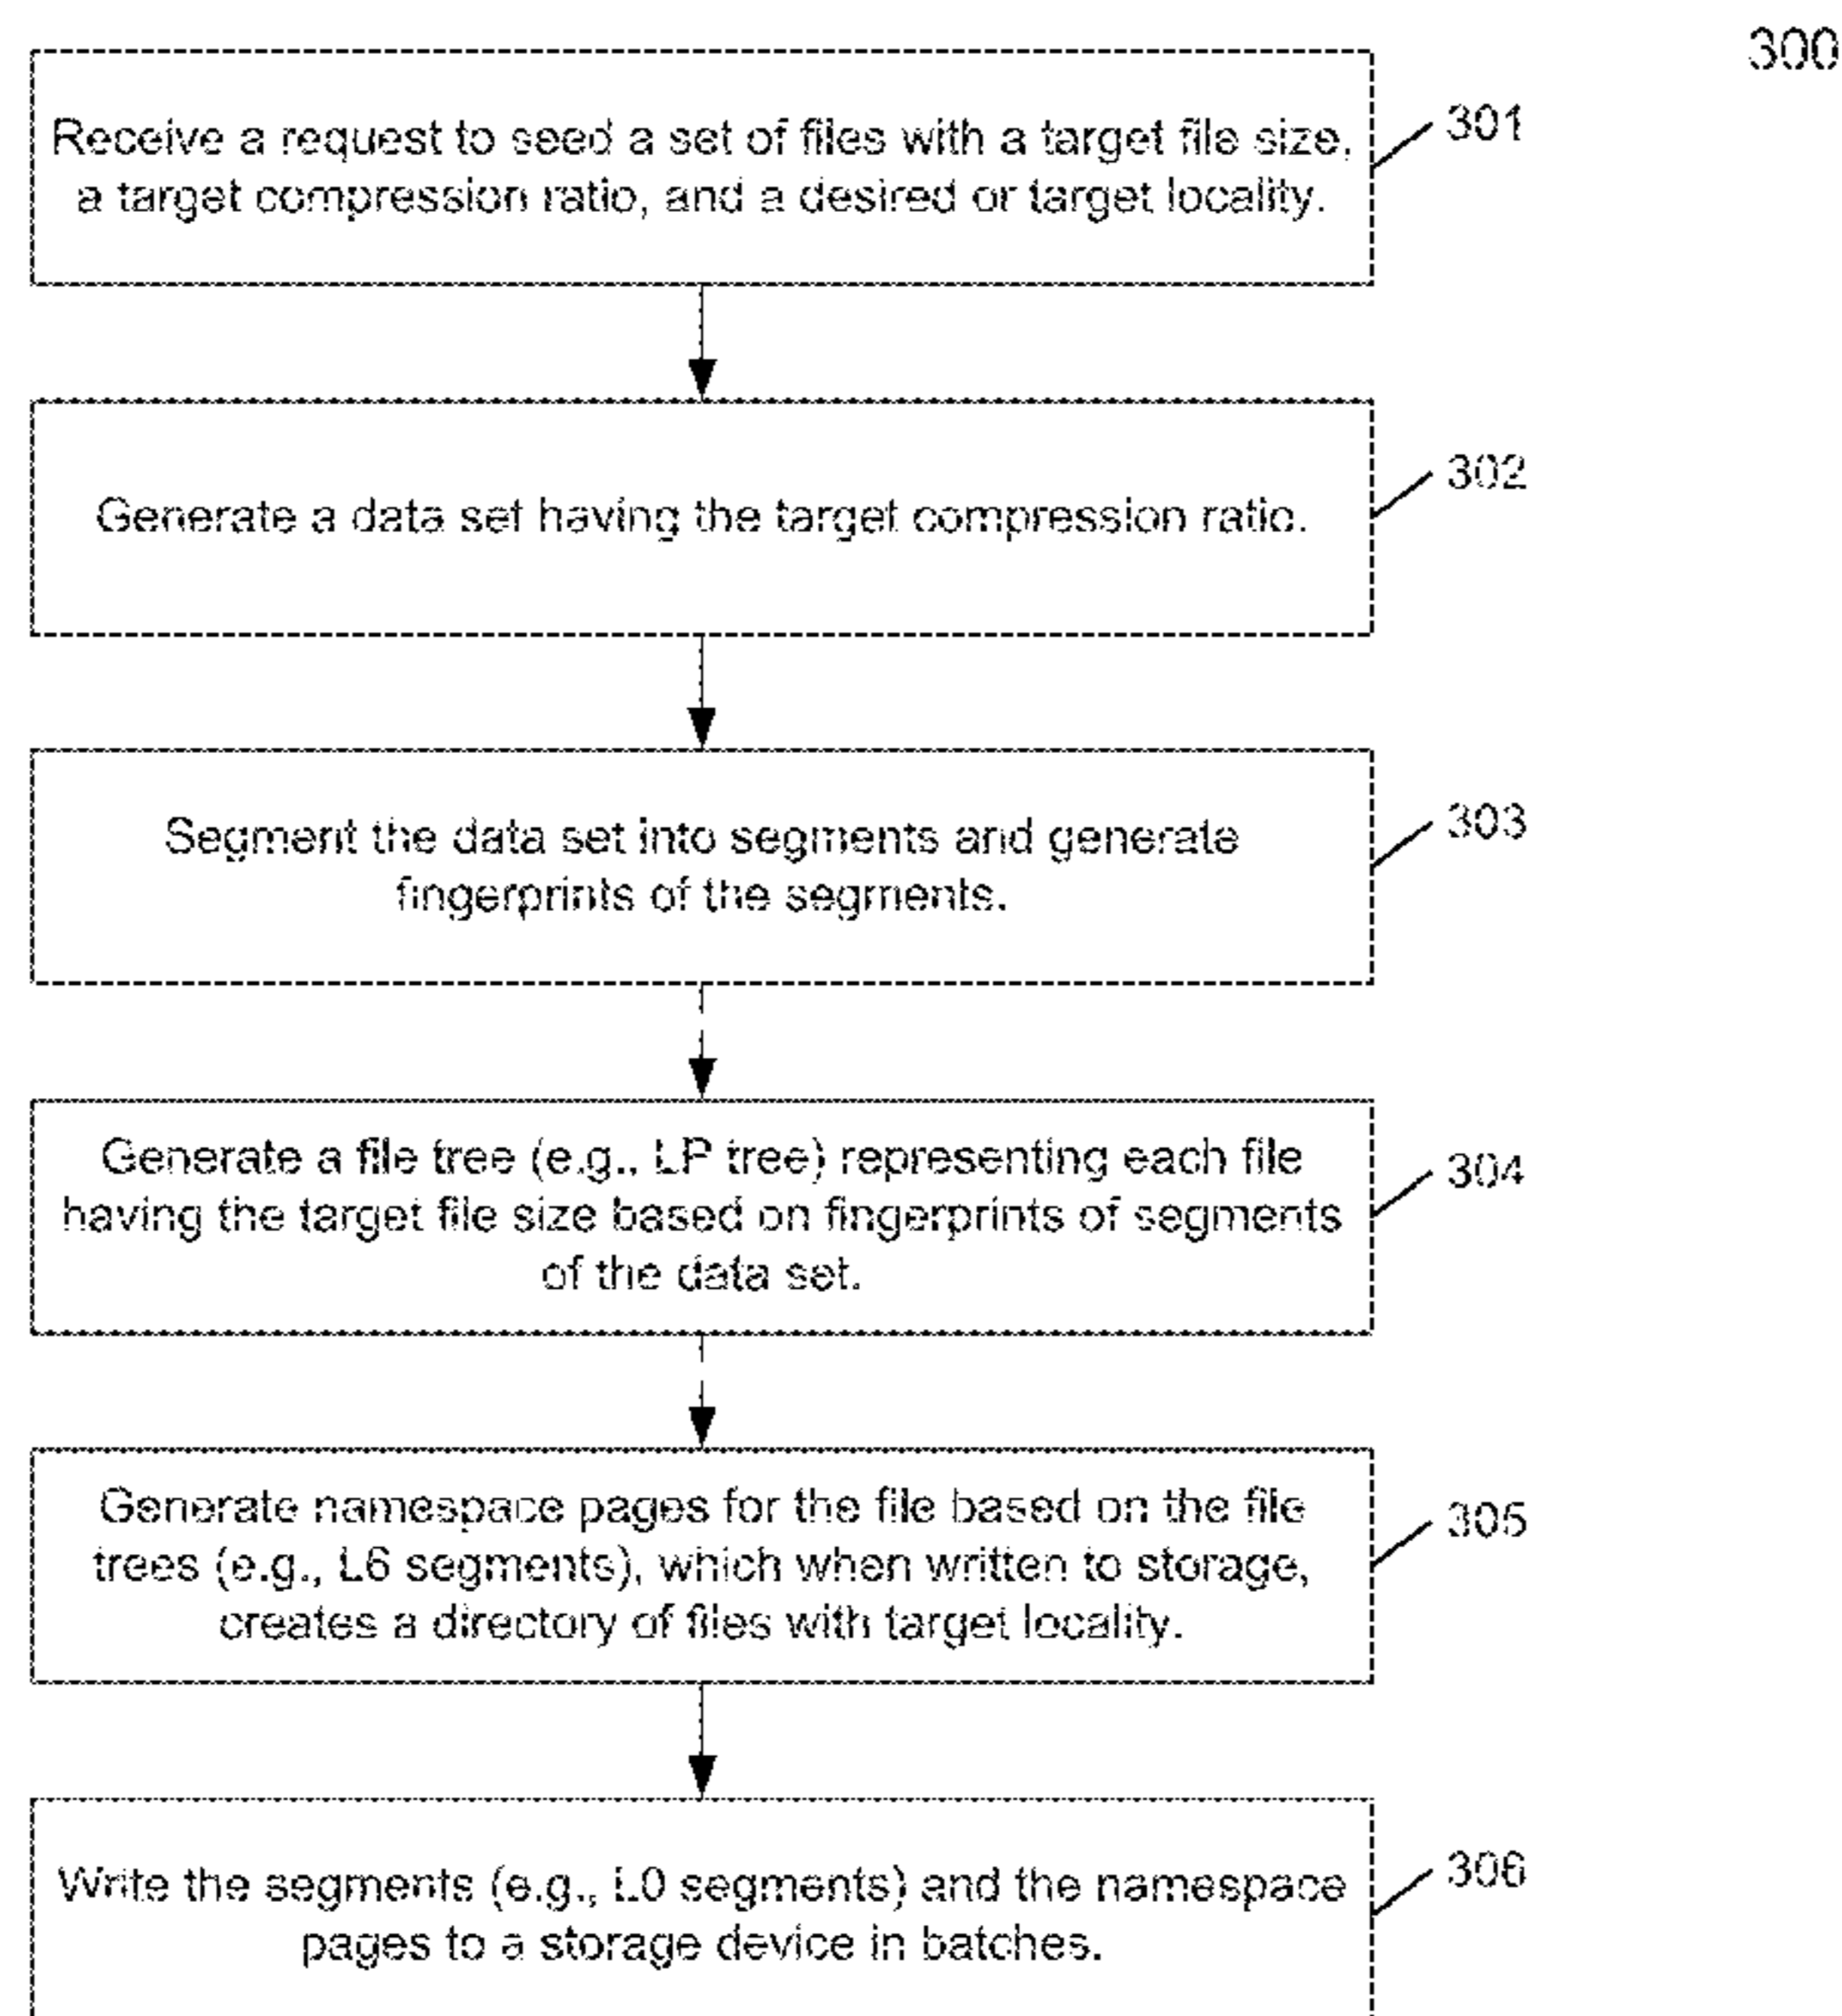 300
Receive a request to seed a set of files with a target file size,
a target compression ratio, and a desired or target locality.
301
Generate a data set having the target compression ratio.
302
Segment the data set into segments and generate
fingerprints of the segments.
303
Generate a file tree (e.g., LP tree) representing each file
having the target file size based on fingerprints of segments
of the data set.
304
Generate namespace pages for the file based on the file
trees (e.g., L6 segments), which when written to storage,
creates a directory of files with target locality.
305
Write the segments (e.g., L0 segments) and the namespace
pages to a storage device in batches.
306